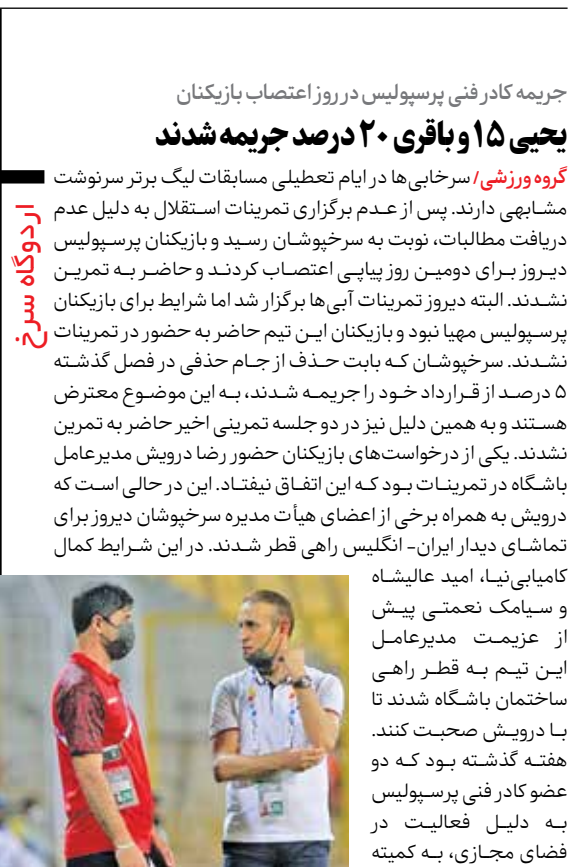 جریمه کادر فنی پرسپولیس در روز اعتصاب بازیکنان
یحیی ۱۵ و باقری ۲۰ درصد جریمه شدند
اردوگاه سرخ
گروه ورزشی/ سرخابی‌ها در ایام تعطیلی مسابقات لیگ برتر سرنوشت
مشابهی دارند. پس از عدم برگزاری تمرینات استقلال به دلیل عدم
دریافت مطالبات، نوبت به سرخپوشان رسید و بازیکنان پرسپولیس
دیروز برای دومین روز پیاپی اعتصاب کردند و حاضر به تمرین
نشدند. البته دیروز تمرینات آبی‌ها برگزار شد اما شرایط برای بازیکنان
پرسپولیس مهیا نبود و بازیکنان این تیم حاضر به حضور در تمرینات
نشدند. سرخپوشان که بابت حذف از جام حذفی در فصل گذشته
۵ درصد از قرارداد خود را جریمه شدند، به این موضوع معترض
هستند و به همین دلیل نیز در دو جلسه تمرینی اخیر حاضر به تمرین
نشدند. یکی از درخواست‌های بازیکنان حضور رضا درویش مدیرعامل
باشگاه در تمرینات بود که این اتفاق نیفتاد. این در حالی است که
درویش به همراه برخی از اعضای هیأت مدیره سرخپوشان دیروز برای
تماشای دیدار ایران- انگلیس راهی قطر شدند. در این شرایط کمال
کامیابی‌نیا، امید عالیشاه
و سیامک نعمتی پیش
از عزیمت مدیرعامل
این تیم به قطر راهی
ساختمان باشگاه شدند تا
با درویش صحبت کنند.
هفته گذشته بود که دو
عضو کادر فنی پرسپولیس
به دلیل فعالیت در
فضای مجازی، به کمیته